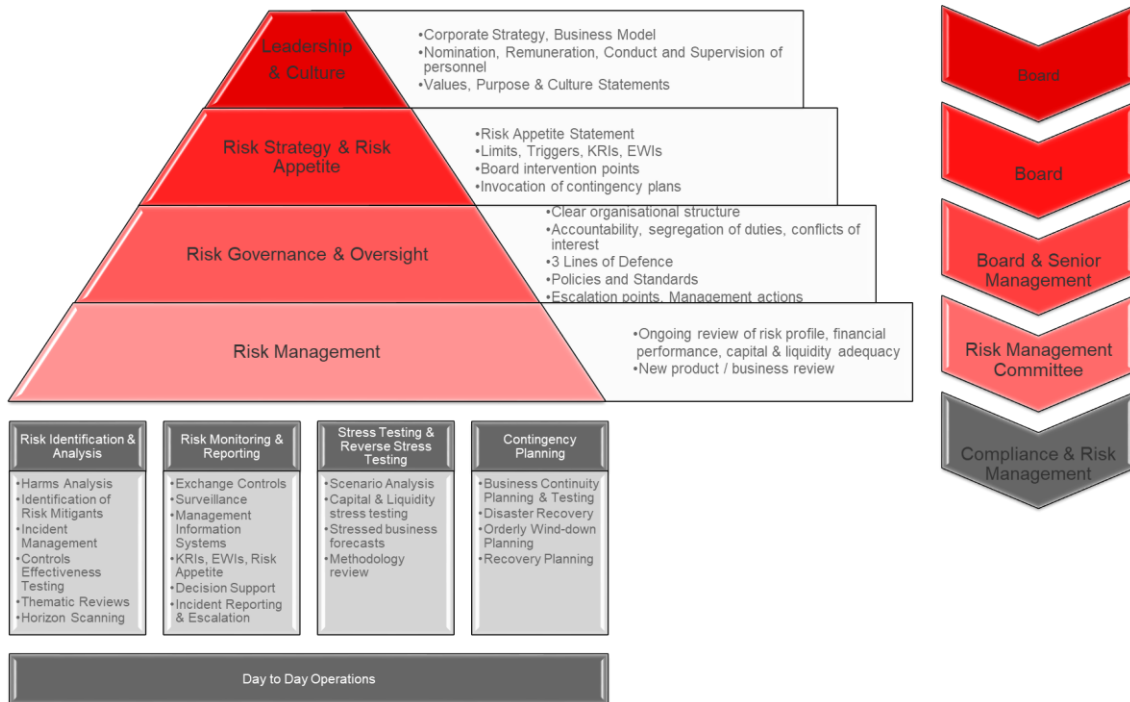 Leadership
& Culture
•Corporate Strategy, Business Model
•Nomination, Remuneration, Conduct and Supervision of
personnel
•Values, Purpose & Culture Statements
Risk Strategy & Risk
Appetite
•Risk Appetite Statement
•Limits, Triggers, KRIs, EWIs
•Board intervention points
•Invocation of contingency plans
Risk Governance & Oversight
•Clear organisational structure
•Accountability, segregation of duties, conflicts of
interest
•3 Lines of Defence
•Policies and Standards
•Escalation points, Management actions
Risk Management
•Ongoing review of risk profile, financial
performance, capital & liquidity adequacy
•New product / business review
Board
Board
Board & Senior
Management
Risk Management
Committee
Compliance & Risk
Management
Risk Identification &
Analysis
•Harms Analysis
•Identification of
Risk Mitigants
•Incident
Management
•Controls
Effectiveness
Testing
•Thematic Reviews
•Horizon Scanning
Risk Monitoring &
Reporting
•Exchange Controls
•Surveillance
•Management
Information
Systems
•KRIs, EWIs, Risk
Appetite
•Decision Support
•Incident Reporting
& Escalation
Stress Testing &
Reverse Stress
Testing
•Scenario Analysis
•Capital & Liquidity
stress testing
•Stressed business
forecasts
•Methodology
review
Contingency
Planning
•Business Continuity
Planning & Testing
•Disaster Recovery
•Orderly Wind-down
Planning
•Recovery Planning
Day to Day Operations